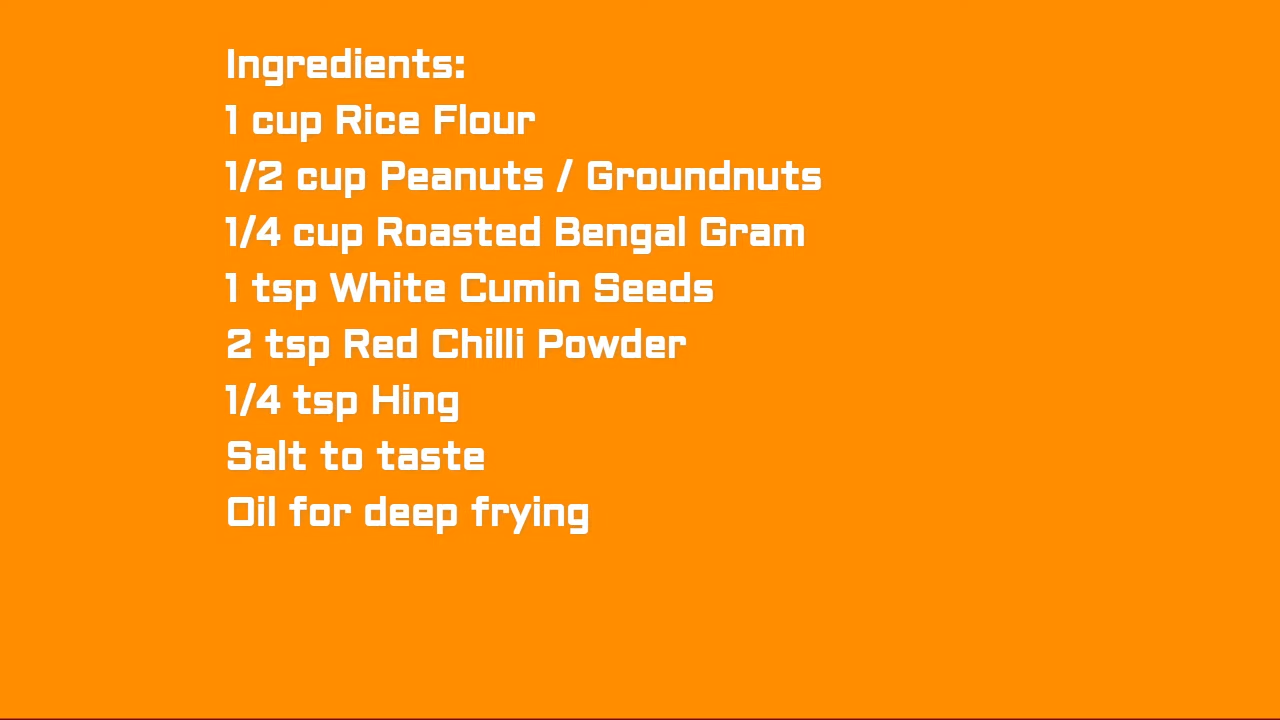 Ingredients:
1 cup Rice Flour
1/2 cup Peanuts / Groundnuts
1/4 cup Roasted Bengal Gram
1 tsp White Cumin Seeds
2 tsp Red Chilli Powder
1/4 tsp Hing
Salt to taste
Oil for deep frying